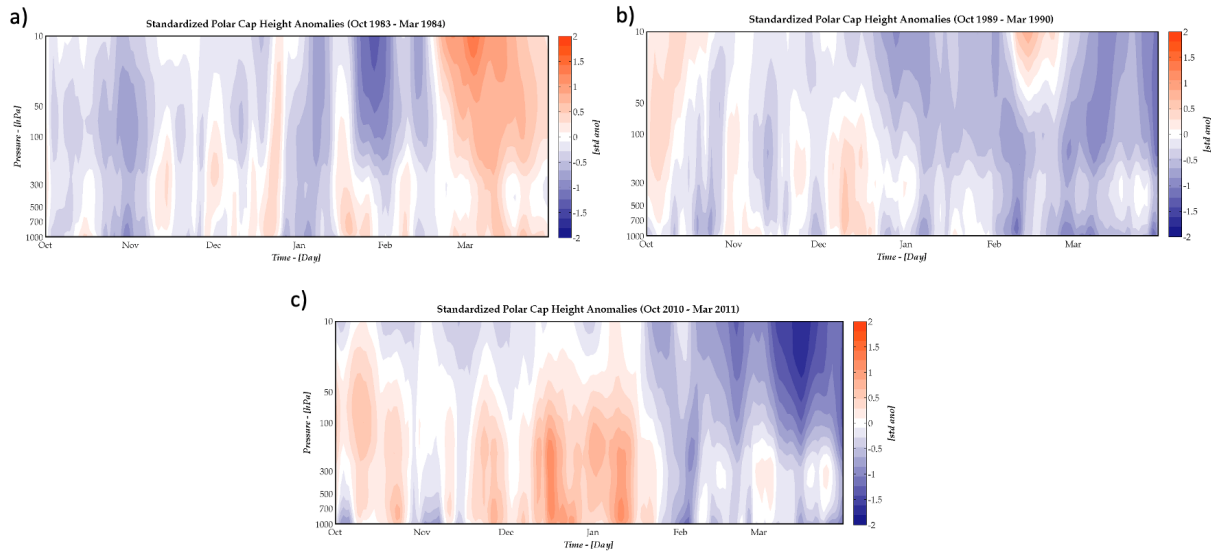 a)
Standardized Polar Cap Height Anomalies (Oct 1983 - Mar 1984)
10
50
100
300
500
700
1000
Pressure - [hPa]
Oct Nov Dec Jan Feb Mar
Time - [Day]
2
1.5
1
0.5
0
-0.5
-1
-1.5
-2
[std ano]
b)
Standardized Polar Cap Height Anomalies (Oct 1989 - Mar 1990)
10
50
100
300
500
700
1000
Pressure - [hPa]
Oct Nov Dec Jan Feb Mar
Time - [Day]
2
1.5
1
0.5
0
-0.5
-1
-1.5
-2
[std ano]
c)
Standardized Polar Cap Height Anomalies (Oct 2010 - Mar 2011)
10
50
100
300
500
700
1000
Pressure - [hPa]
Oct Nov Dec Jan Feb Mar
Time - [Day]
2
1.5
1
0.5
0
-0.5
-1
-1.5
-2
[std ano]